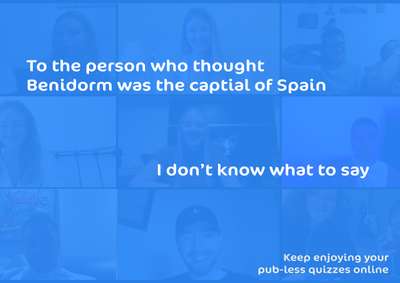 To the person who thought
Benidorm was the captial of Spain
I don't know what to say
Keep enjoying your
pub-less quizzes online